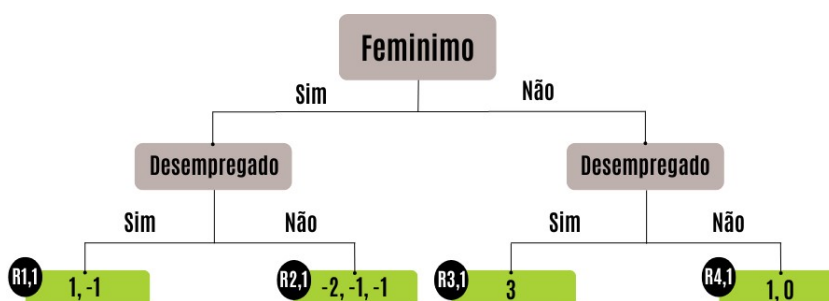 Feminimo
Sim
Não
Desempregado
Desempregado
Sim
Não
Sim
Não
R1,1
1, -1
R2,1
-2, -1, -1
R3,1
3
R4,1
1, 0